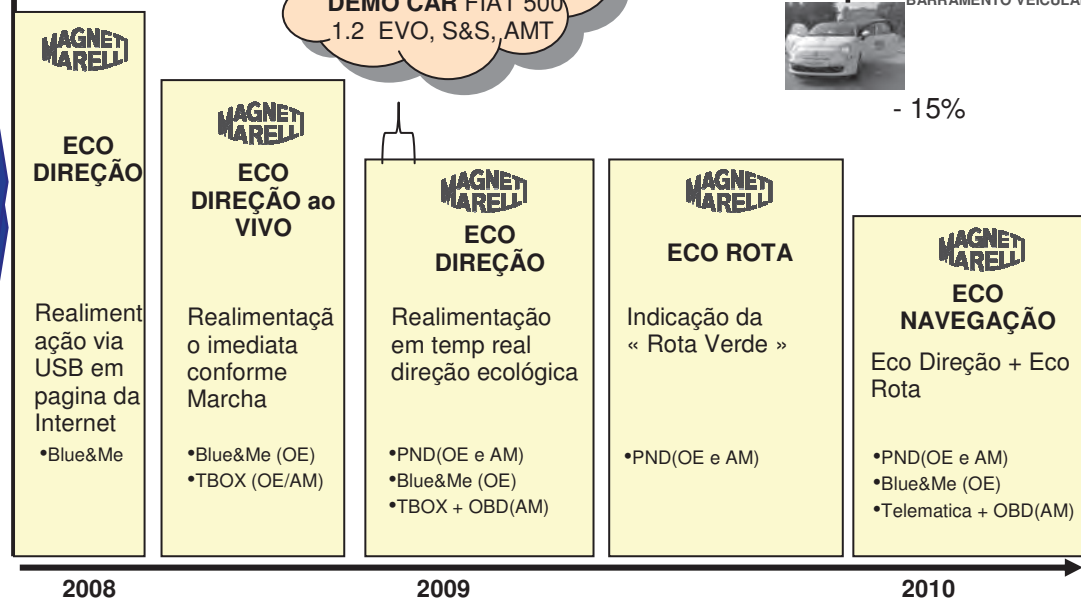 DEMO CAR FIAT 500
1.2 EVO, S&S, AMT
BARRAMENTO VEICULAR
- 15%
MAGNETI
MARELLI
ECO
DIREÇÃO
Realiment
ação via
USB em
pagina da
Internet
•Blue&Me
MAGNETI
MARELLI
ECO
DIREÇÃO ao
VIVO
Realimentaçã
o imediata
conforme
Marcha
•Blue&Me (OE)
•TBOX (OE/AM)
MAGNETI
MARELLI
ECO
DIREÇÃO
Realimentação
em temp real
direção ecológica
•PND(OE e AM)
•Blue&Me (OE)
•TBOX + OBD(AM)
MAGNETI
MARELLI
ECO ROTA
Indicação da
« Rota Verde »
•PND(OE e AM)
MAGNETI
MARELLI
ECO
NAVEGAÇÃO
Eco Direção + Eco
Rota
•PND(OE e AM)
•Blue&Me (OE)
•Telematica + OBD(AM)
2008
2009
2010